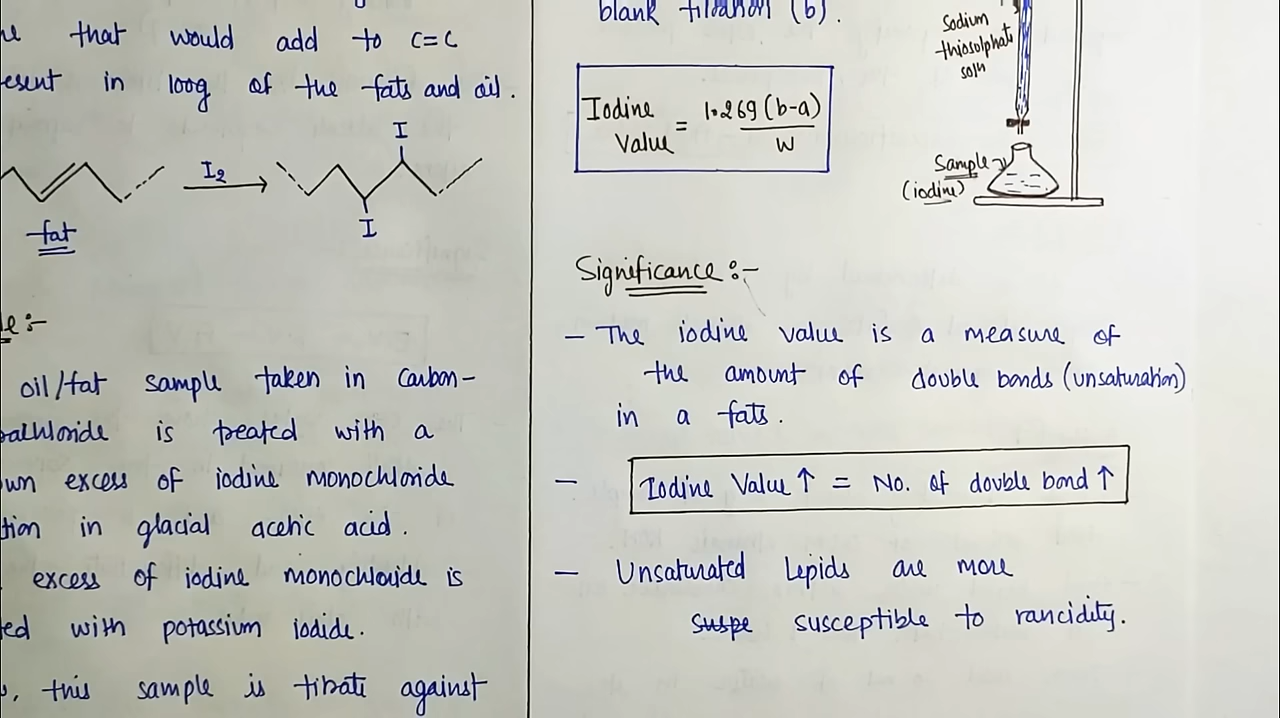 that would add to C=C
in 100g of the fats and oil.
I₂
I
I
fat
oil/fat sample taken in carbon-
is treated with a
excess of iodine monochloride
in glacial acetic acid.
excess of iodine monochloride is
with potassium iodide.
this sample is titrate against
blank titration (b).
Iodine Value = 1.269 (b-a) / W
Sodium
thiosolphate
soln
Sample
(iodine)
Significance :-
- The iodine value is a measure of
the amount of double bonds (unsaturation)
in a fats.
- Iodine Value ↑ = No. of double bond ↑
- Unsaturated Lepids are more
susceptible to rancidity.